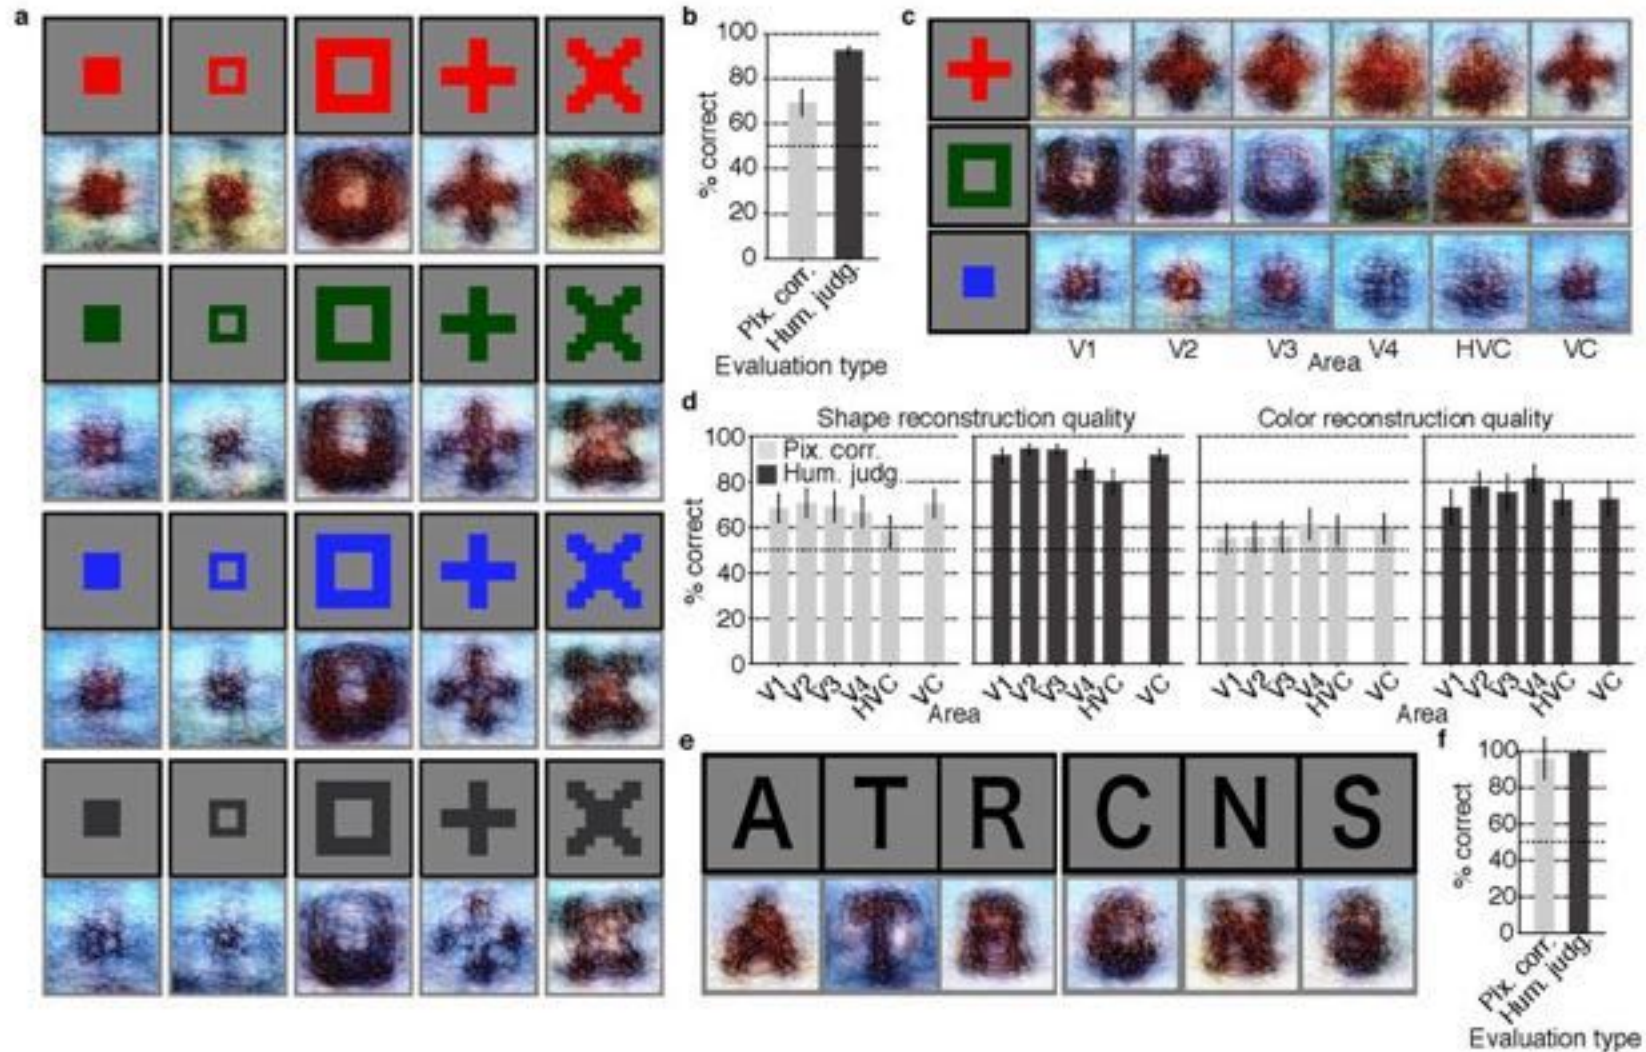 a
b
100
80
60
40
20
0
% correct
Pix. corr.
Hum. judg.
Evaluation type
c
V1 V2 V3 V4 HVC VC
Area
d
Shape reconstruction quality
Color reconstruction quality
100
80
60
40
20
0
% correct
Pix. corr.
Hum. judg.
V1 V2 V3 V4 HVC VC
V1 V2 V3 V4 HVC VC
V1 V2 V3 V4 HVC VC
V1 V2 V3 V4 HVC VC
Area
Area
e
A T R C N S
f
100
80
60
40
20
0
% correct
Pix. corr.
Hum. judg.
Evaluation type